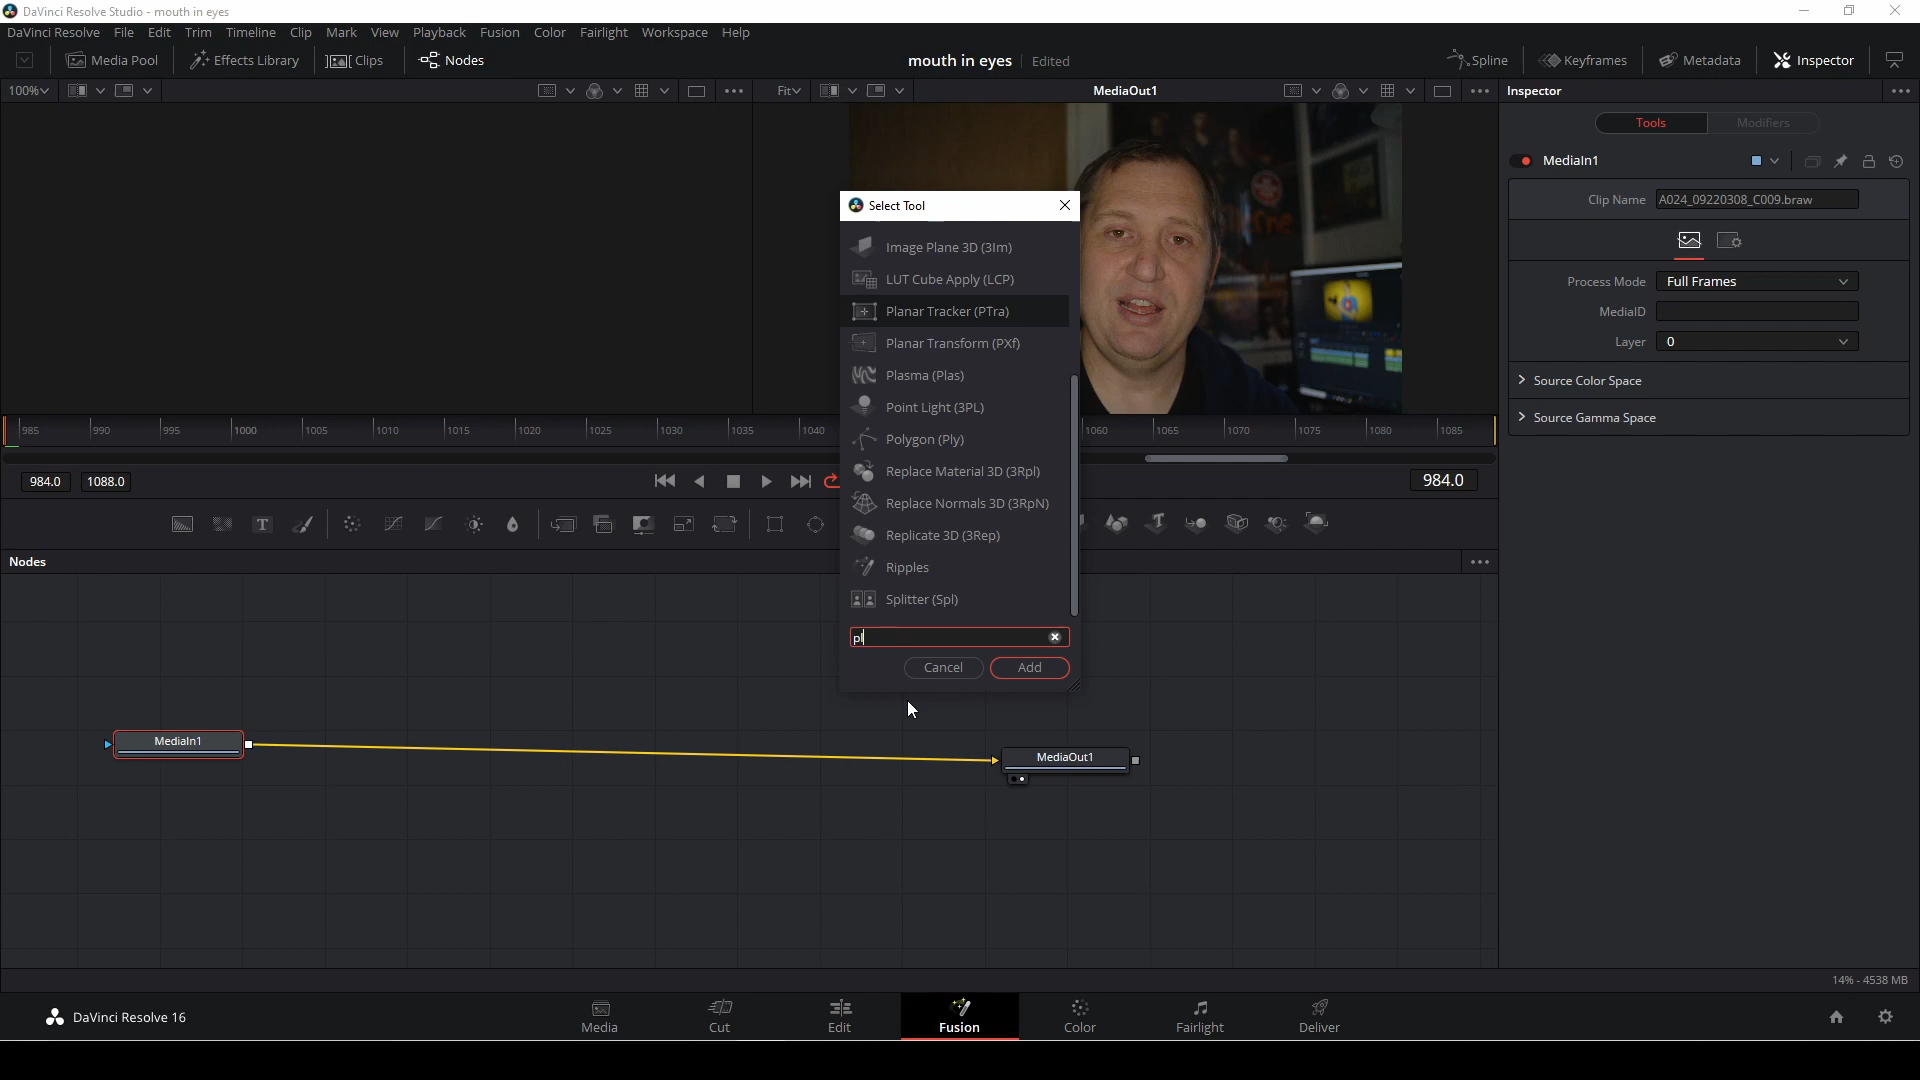 DaVinci Resolve Studio - mouth in eyes
DaVinci Resolve File Edit Trim Timeline Clip Mark View Playback Fusion Color Fairlight Workspace Help
Media Pool Effects Library Clips Nodes mouth in eyes Edited Spline Keyframes Metadata Inspector
100% Fit MediaOut1 Inspector
Tools Modifiers
MediaIn1
Clip Name A024_09220308_C009.braw
Process Mode Full Frames
MediaID
Layer 0
Source Color Space
Source Gamma Space
Select Tool
Image Plane 3D (3Im)
LUT Cube Apply (LCP)
Planar Tracker (PTra)
Planar Transform (PXf)
Plasma (Plas)
Point Light (3PL)
Polygon (Ply)
Replace Material 3D (3Rpl)
Replace Normals 3D (3RpN)
Replicate 3D (3Rep)
Ripples
Splitter (Spl)
pl
Cancel Add
985 990 995 1000 1005 1010 1015 1020 1025 1030 1035 1040 1060 1065 1070 1075 1080 1085
984.0 1088.0 984.0
Nodes
MediaIn1
MediaOut1
14% - 4538 MB
DaVinci Resolve 16
Media Cut Edit Fusion Color Fairlight Deliver